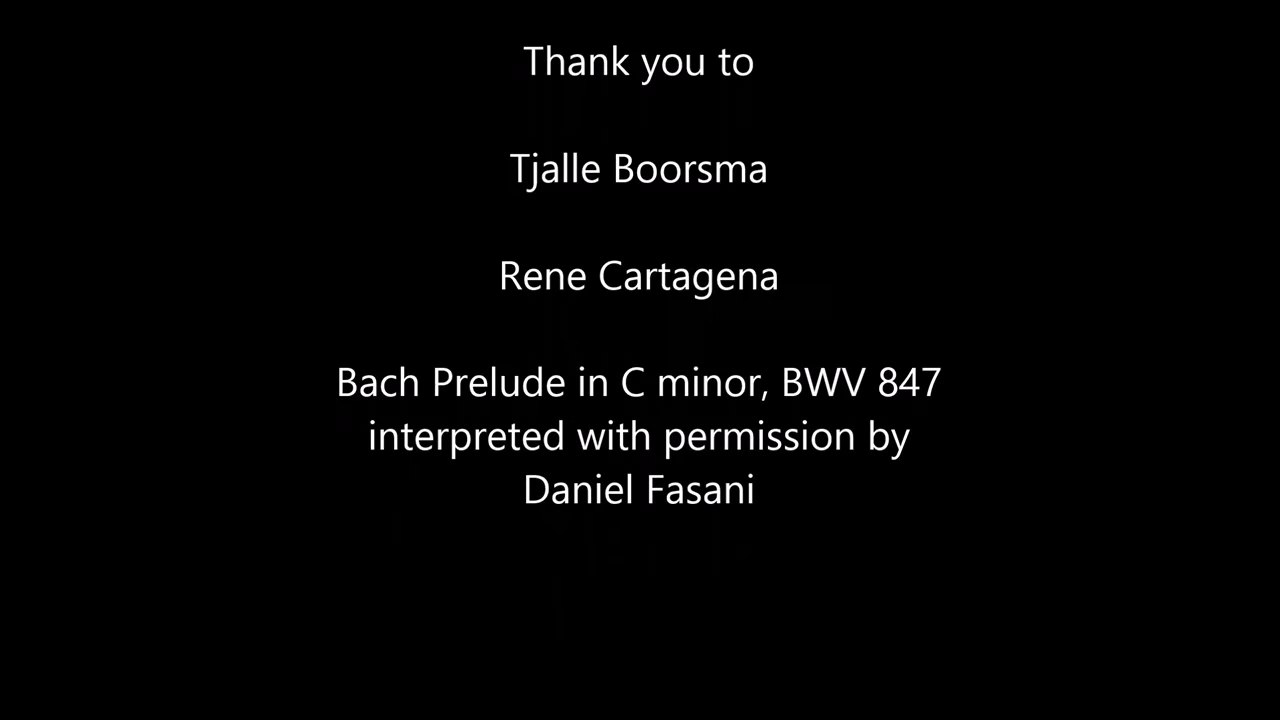 Thank you to
Tjalle Boorsma
Rene Cartagena
Bach Prelude in C minor, BWV 847
interpreted with permission by
Daniel Fasani